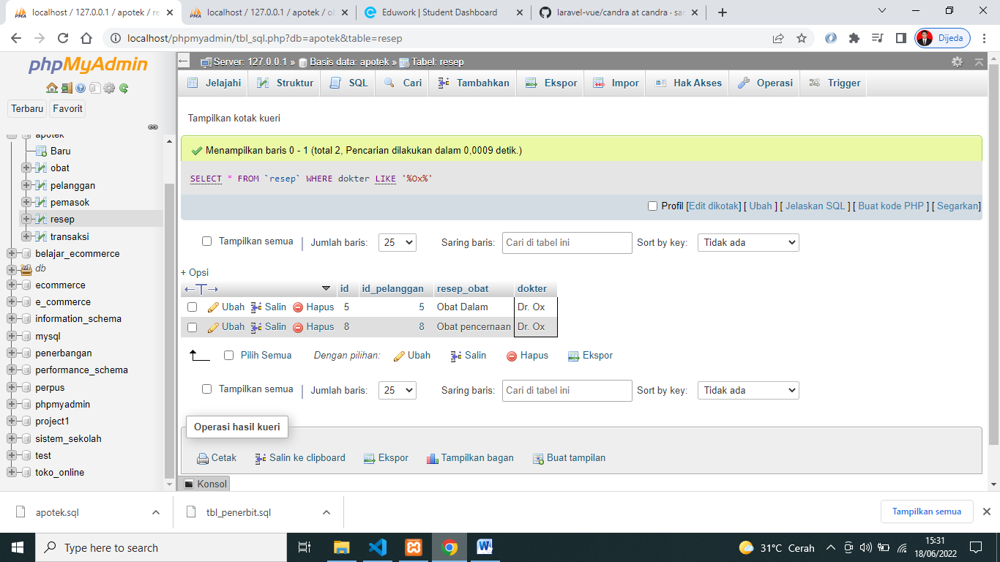 localhost / 127.0.0.1 / apotek / re
localhost / 127.0.0.1 / apotek / o
Eduwork | Student Dashboard
laravel-vue/candra at candra · sa
localhost/phpmyadmin/tbl_sql.php?db=apotek&table=resep
Dijeda
phpMyAdmin
Terbaru Favorit
apotek
Baru
obat
pelanggan
pemasok
resep
transaksi
belajar_ecommerce
db
ecommerce
e_commerce
information_schema
mysql
penerbangan
performance_schema
perpus
phpmyadmin
project1
sistem_sekolah
test
toko_online
Server: 127.0.0.1 » Basis data: apotek » Tabel: resep
Jelajahi Struktur SQL Cari Tambahkan Ekspor Impor Hak Akses Operasi Trigger
Tampilkan kotak kueri
Menampilkan baris 0 - 1 (total 2, Pencarian dilakukan dalam 0,0009 detik.)
SELECT * FROM `resep` WHERE dokter LIKE '%Ox%'
Profil [Edit dikotak] [ Ubah ] [ Jelaskan SQL ] [ Buat kode PHP ] [ Segarkan]
Tampilkan semua | Jumlah baris: 25 Saring baris: Cari di tabel ini Sort by key: Tidak ada
+ Opsi
←T→ id id_pelanggan resep_obat dokter
Ubah Salin Hapus 5 5 Obat Dalam Dr. Ox
Ubah Salin Hapus 8 8 Obat pencernaan Dr. Ox
Pilih Semua Dengan pilihan: Ubah Salin Hapus Ekspor
Tampilkan semua | Jumlah baris: 25 Saring baris: Cari di tabel ini Sort by key: Tidak ada
Operasi hasil kueri
Cetak Salin ke clipboard Ekspor Tampilkan bagan Buat tampilan
Konsol
apotek.sql
tbl_penerbit.sql
Tampilkan semua
Type here to search
31°C Cerah
15:31
18/06/2022